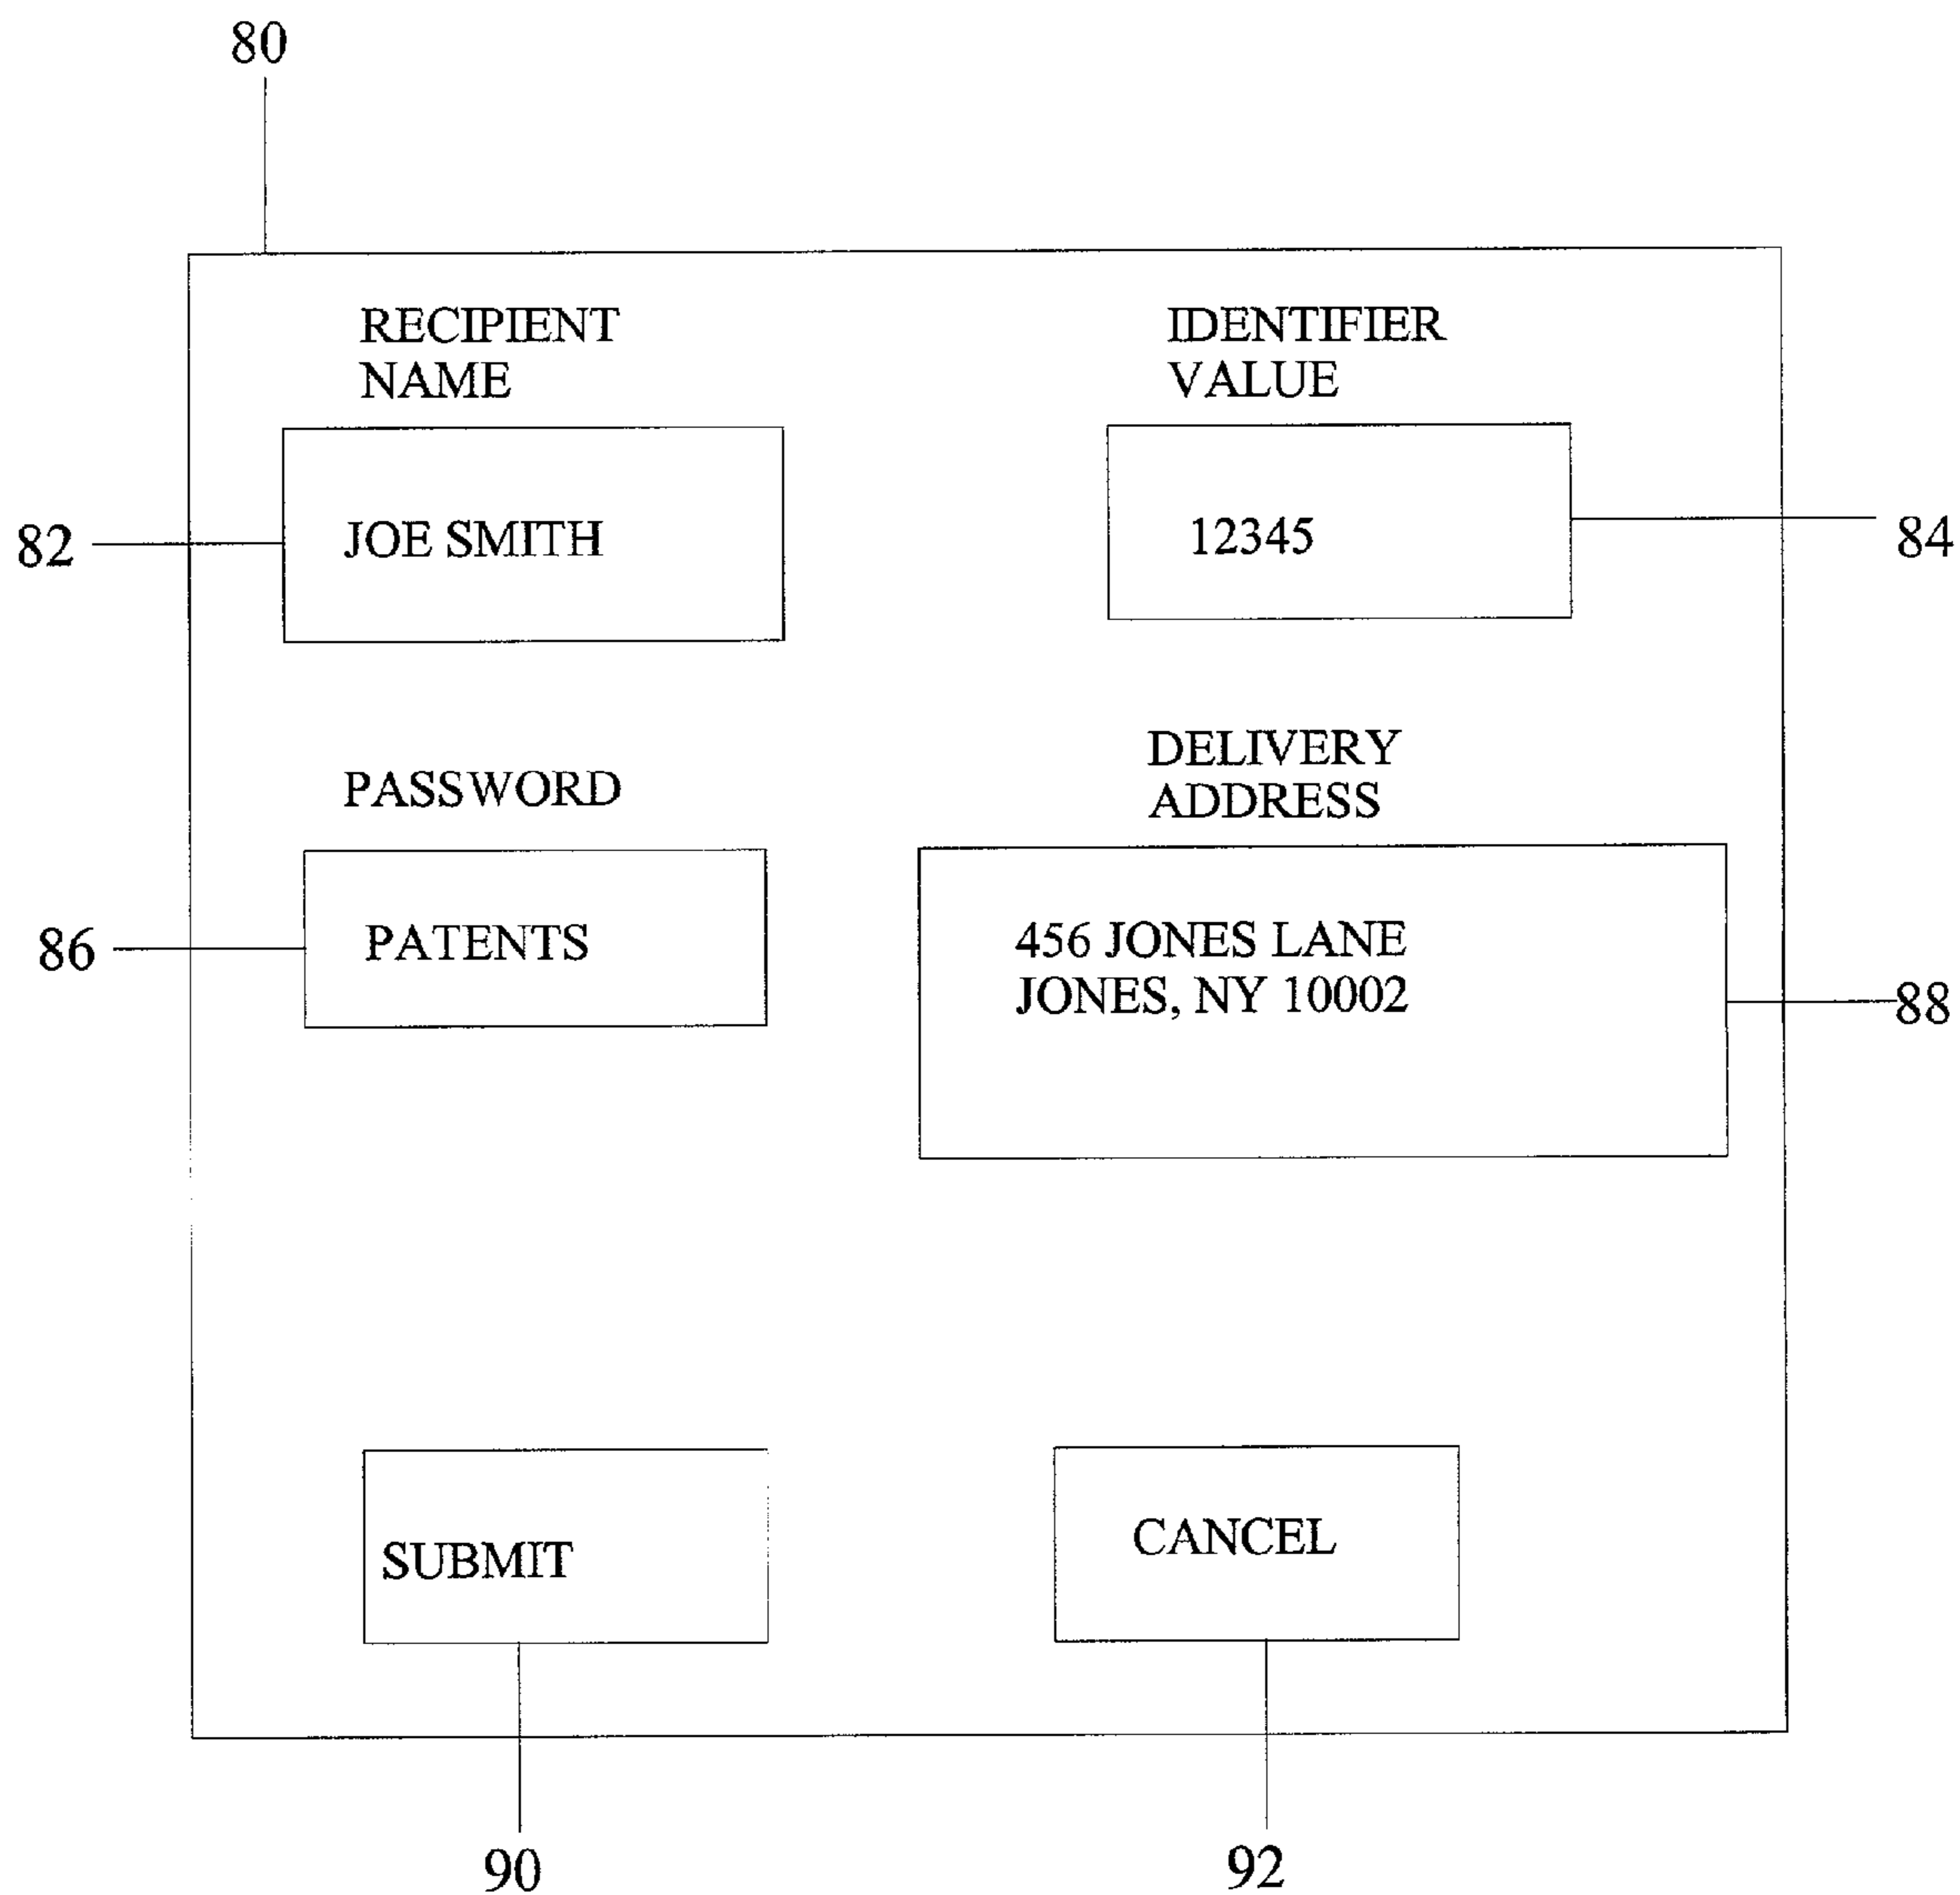 80
RECIPIENT
NAME
IDENTIFIER
VALUE
82
JOE SMITH
12345
84
PASSWORD
DELIVERY
ADDRESS
86
PATENTS
456 JONES LANE
JONES, NY 10002
88
SUBMIT
CANCEL
90
92